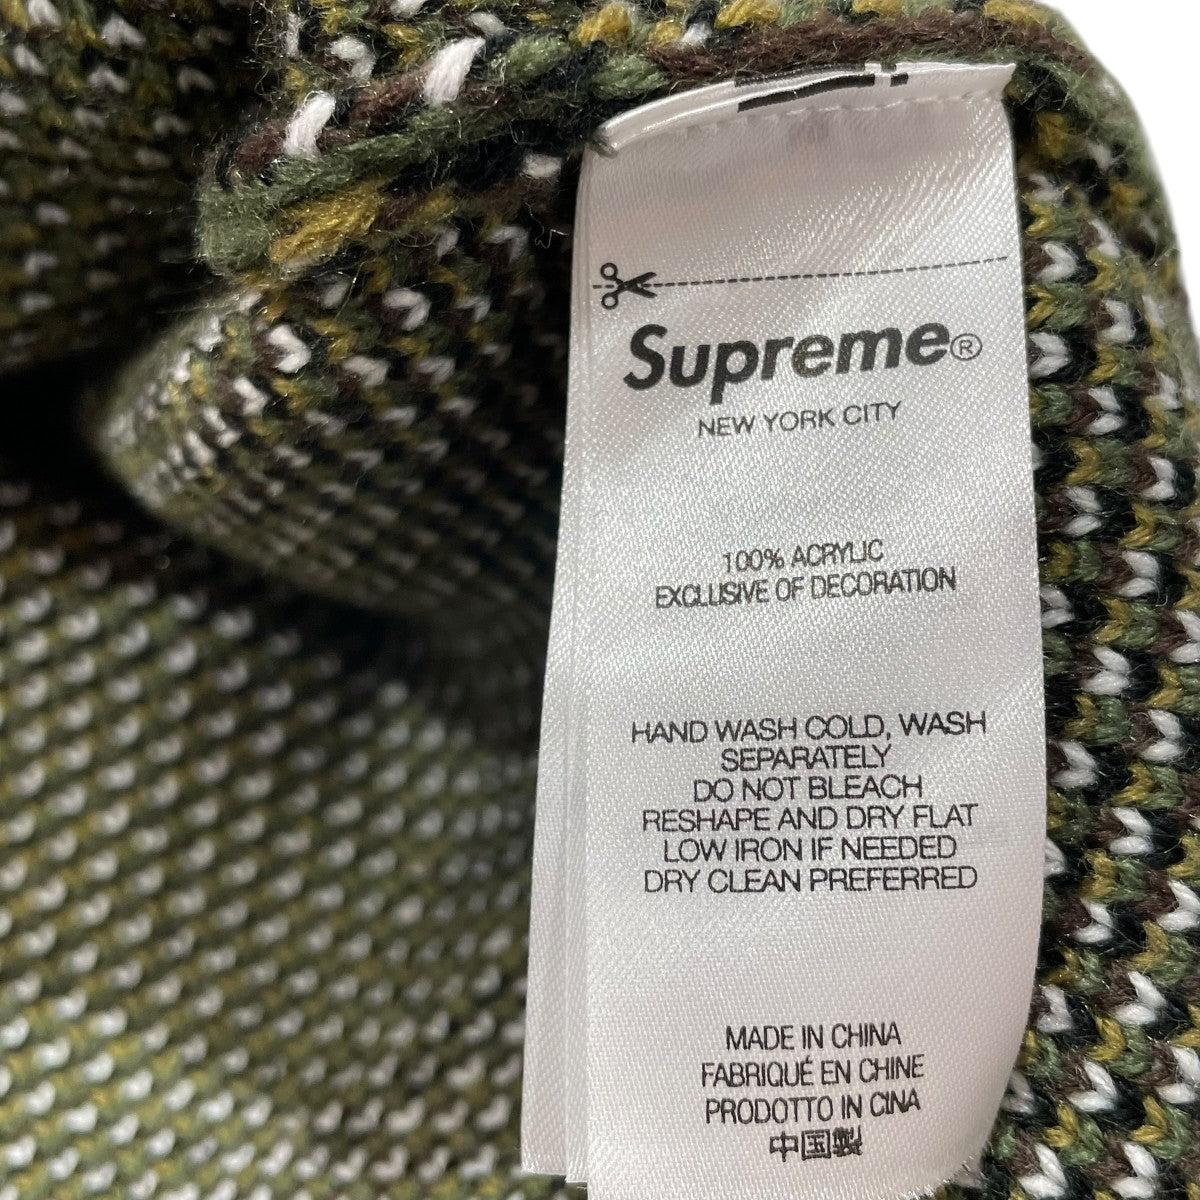 Supreme®
NEW YORK CITY
100% ACRYLIC
EXCLUSIVE OF DECORATION
HAND WASH COLD, WASH
SEPARATELY
DO NOT BLEACH
RESHAPE AND DRY FLAT
LOW IRON IF NEEDED
DRY CLEAN PREFERRED
MADE IN CHINA
FABRIQUÉ EN CHINE
PRODOTTO IN CINA
中国製